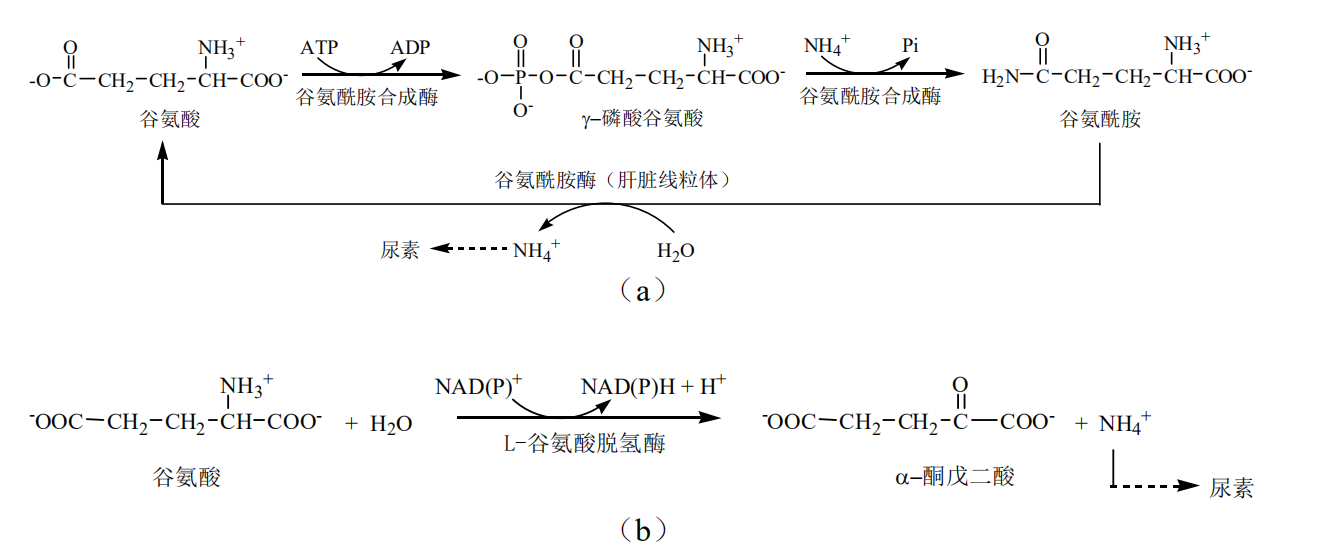 O NH3+ ATP ADP O O NH3+ NH4+ Pi O NH3+
-O-C-CH2-CH2-CH-COO- -O-P-O-C-CH2-CH2-CH-COO- H2N-C-CH2-CH2-CH-COO-
谷氨酰胺合成酶 谷氨酰胺合成酶
O-
谷氨酸 γ-磷酸谷氨酸 谷氨酰胺
谷氨酰胺酶（肝脏线粒体）
尿素 NH4+ H2O
（a）
NH3+ NAD(P)+ NAD(P)H + H+ O
-OOC-CH2-CH2-CH-COO- + H2O -OOC-CH2-CH2-C-COO- + NH4+
L-谷氨酸脱氢酶
谷氨酸 α-酮戊二酸 尿素
（b）